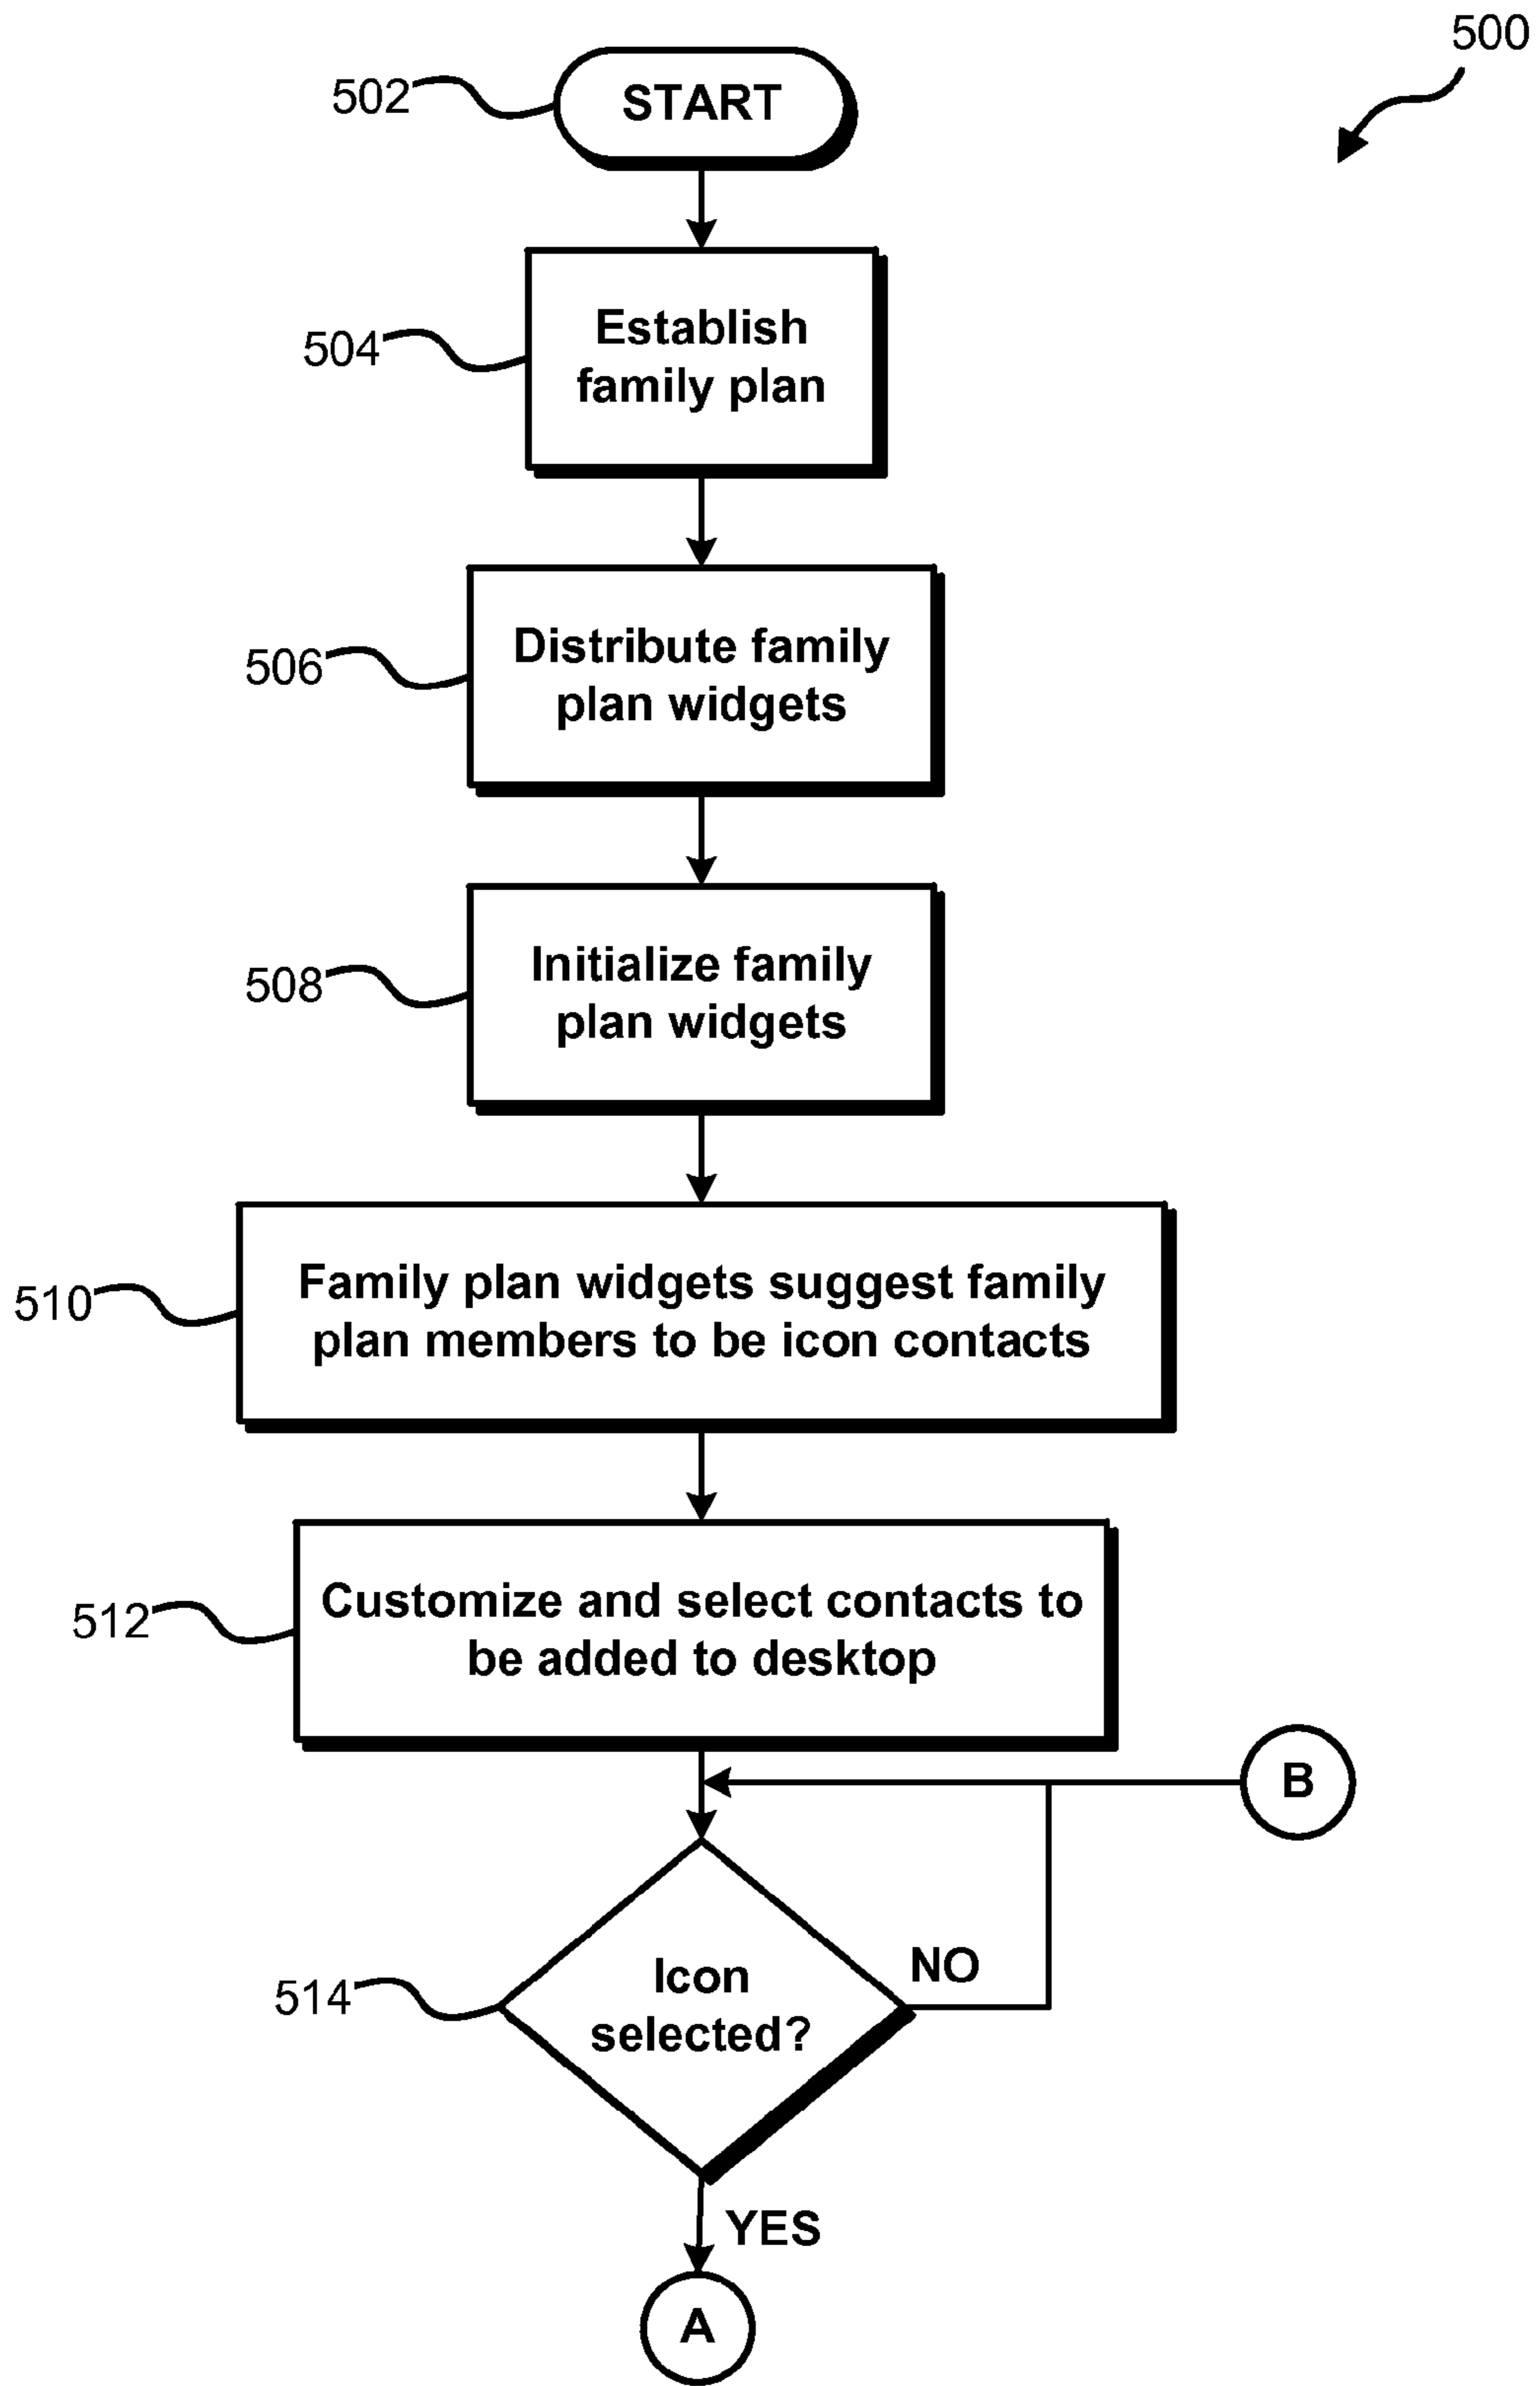 500
502
START
504
Establish
family plan
506
Distribute family
plan widgets
508
Initialize family
plan widgets
510
Family plan widgets suggest family
plan members to be icon contacts
512
Customize and select contacts to
be added to desktop
B
514
Icon
selected?
NO
YES
A